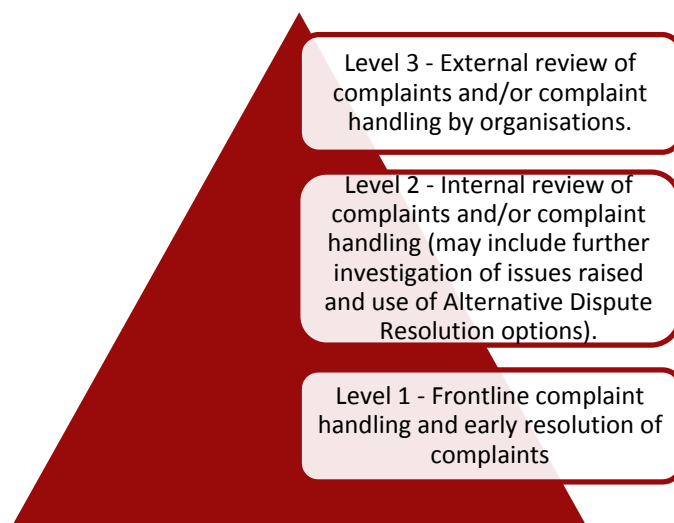 Level 3 - External review of
complaints and/or complaint
handling by organisations.
Level 2 - Internal review of
complaints and/or complaint
handling (may include further
investigation of issues raised
and use of Alternative Dispute
Resolution options).
Level 1 - Frontline complaint
handling and early resolution of
complaints